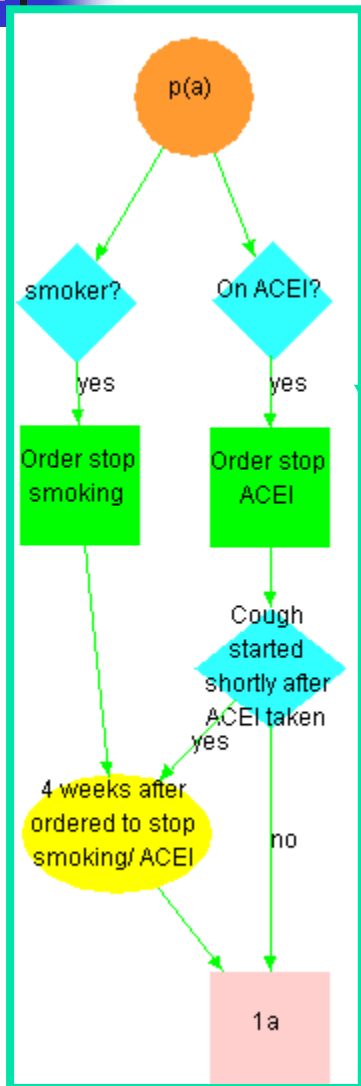 p(a)
smoker?
On ACEI?
yes
yes
Order stop
smoking
Order stop
ACEI
Cough
started
shortly after
ACEI taken
yes
4 weeks after
ordered to stop
smoking/ ACEI
no
1a